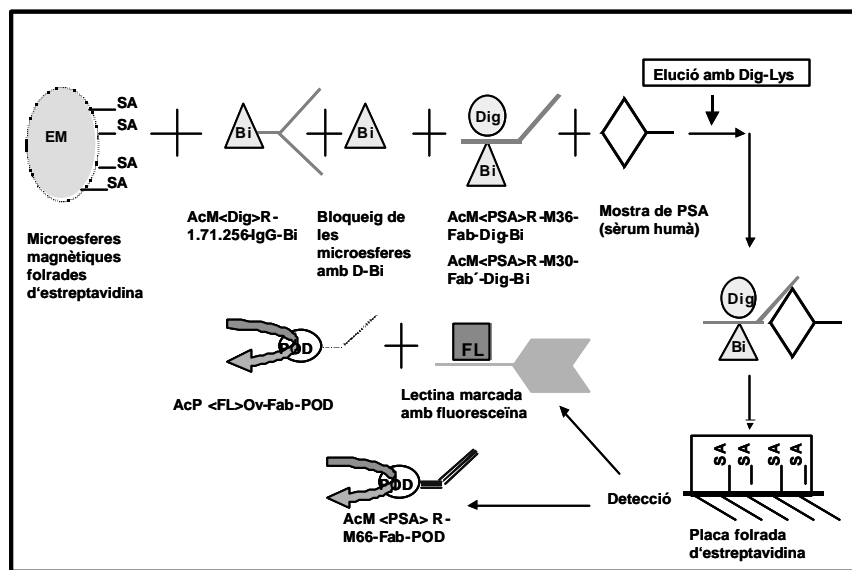 Elució amb Dig-Lys
EM
SA
SA
SA
SA
Bi
Bi
Dig
Bi
AcM<Dig>R-
1.71.256-IgG-Bi
Bloqueig de
les
microesferes
amb D-Bi
AcM<PSA>R-M36-
Fab-Dig-Bi
AcM<PSA>R-M30-
Fab´-Dig-Bi
Mostra de PSA
(sèrum humà)
Microesferes
magnètiques
folrades
d'estreptavidina
Dig
Bi
POD
FL
AcP <FL>Ov-Fab-POD
Lectina marcada
amb fluoresceïna
SA
SA
SA
SA
POD
Detecció
AcM <PSA> R-
M66-Fab-POD
Placa folrada
d'estreptavidina